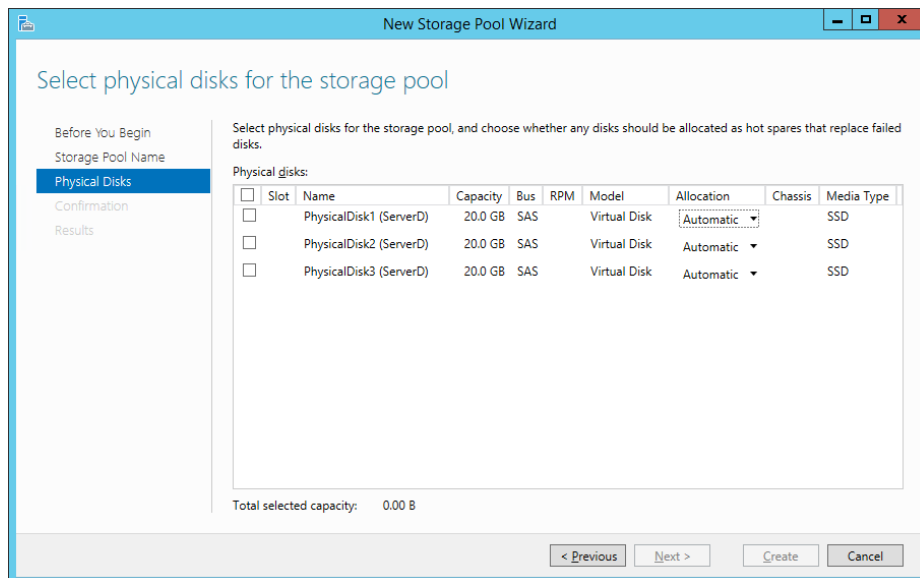 New Storage Pool Wizard
Select physical disks for the storage pool
Before You Begin
Storage Pool Name
Physical Disks
Confirmation
Results
Select physical disks for the storage pool, and choose whether any disks should be allocated as hot spares that replace failed
disks.
Physical disks:
Slot Name Capacity Bus RPM Model Allocation Chassis Media Type
PhysicalDisk1 (ServerD) 20.0 GB SAS Virtual Disk Automatic SSD
PhysicalDisk2 (ServerD) 20.0 GB SAS Virtual Disk Automatic SSD
PhysicalDisk3 (ServerD) 20.0 GB SAS Virtual Disk Automatic SSD
Total selected capacity: 0.00 B
< Previous Next > Create Cancel